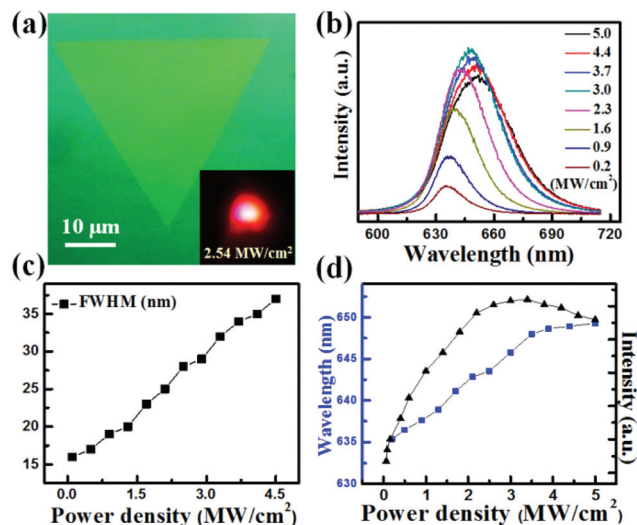 (a)
10 μm
2.54 MW/cm²
(b)
Intensity (a.u.)
5.0
4.4
3.7
3.0
2.3
1.6
0.9
0.2
(MW/cm²)
600 630 660 690 720
Wavelength (nm)
(c)
FWHM (nm)
35
30
25
20
15
0.0 1.5 3.0 4.5
Power density (MW/cm²)
(d)
Wavelength (nm)
650
645
640
635
630
0 1 2 3 4 5
Power density (MW/cm²)
Intensity (a.u.)